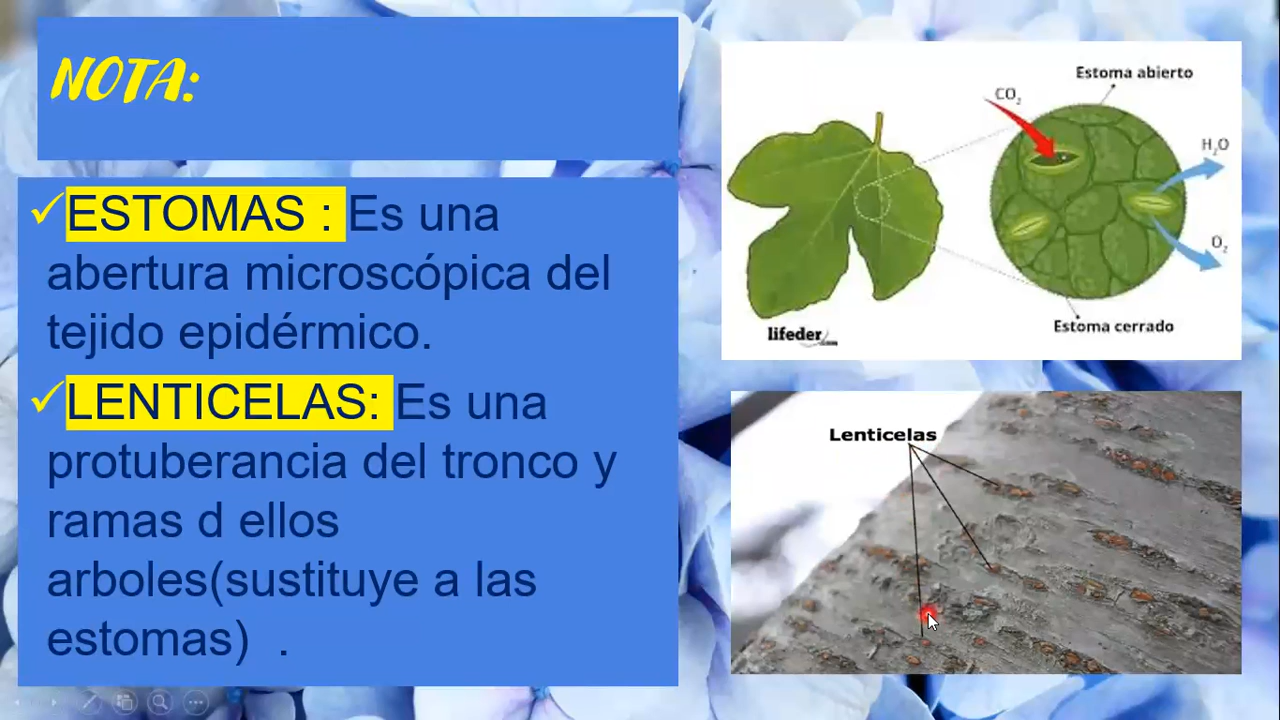 NOTA:
ESTOMAS : Es una
abertura microscópica del
tejido epidérmico.
LENTICELAS: Es una
protuberancia del tronco y
ramas d ellos
arboles(sustituye a las
estomas) .
Estoma abierto
CO₂
H₂O
O₂
Estoma cerrado
lifeder
.com
Lenticelas